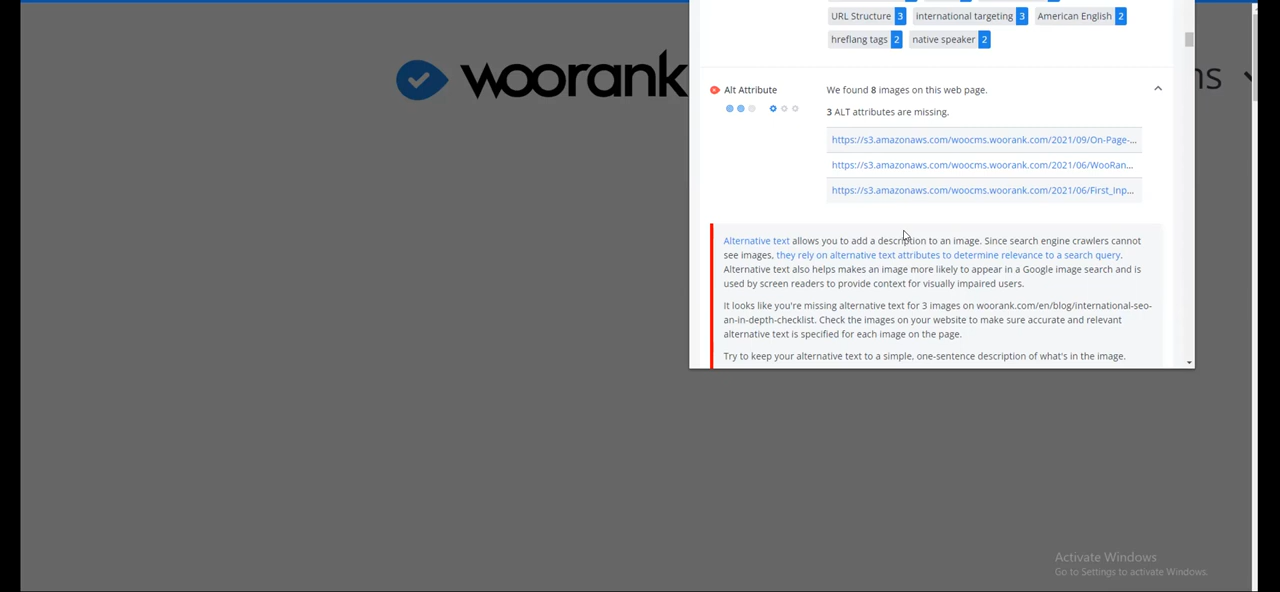 URL Structure 3 international targeting 3 American English 2
hreflang tags 2 native speaker 2
woorank
ns
Alt Attribute
We found 8 images on this web page.
3 ALT attributes are missing.
https://s3.amazonaws.com/woocms.woorank.com/2021/09/On-Page-...
https://s3.amazonaws.com/woocms.woorank.com/2021/06/WooRan...
https://s3.amazonaws.com/woocms.woorank.com/2021/06/First_Inp...
Alternative text allows you to add a description to an image. Since search engine crawlers cannot
see images, they rely on alternative text attributes to determine relevance to a search query.
Alternative text also helps makes an image more likely to appear in a Google image search and is
used by screen readers to provide context for visually impaired users.
It looks like you're missing alternative text for 3 images on woorank.com/en/blog/international-seo-
an-in-depth-checklist. Check the images on your website to make sure accurate and relevant
alternative text is specified for each image on the page.
Try to keep your alternative text to a simple, one-sentence description of what's in the image.
Activate Windows
Go to Settings to activate Windows.